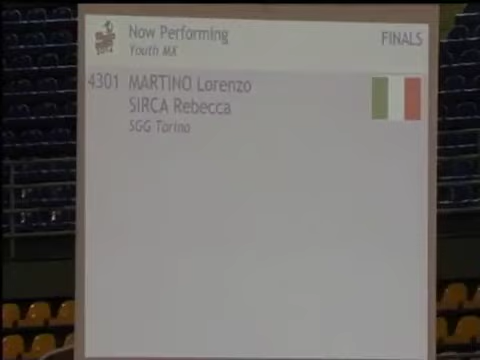 Now Performing
FINALS
Youth MX
4301 MARTINO Lorenzo
SIRCA Rebecca
SGG Torino